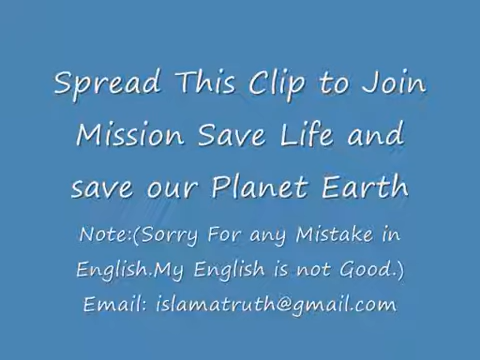 Spread This Clip to Join
Mission Save Life and
save our Planet Earth
Note:(Sorry For any Mistake in
English.My English is not Good.)
Email: islamatruth@gmail.com